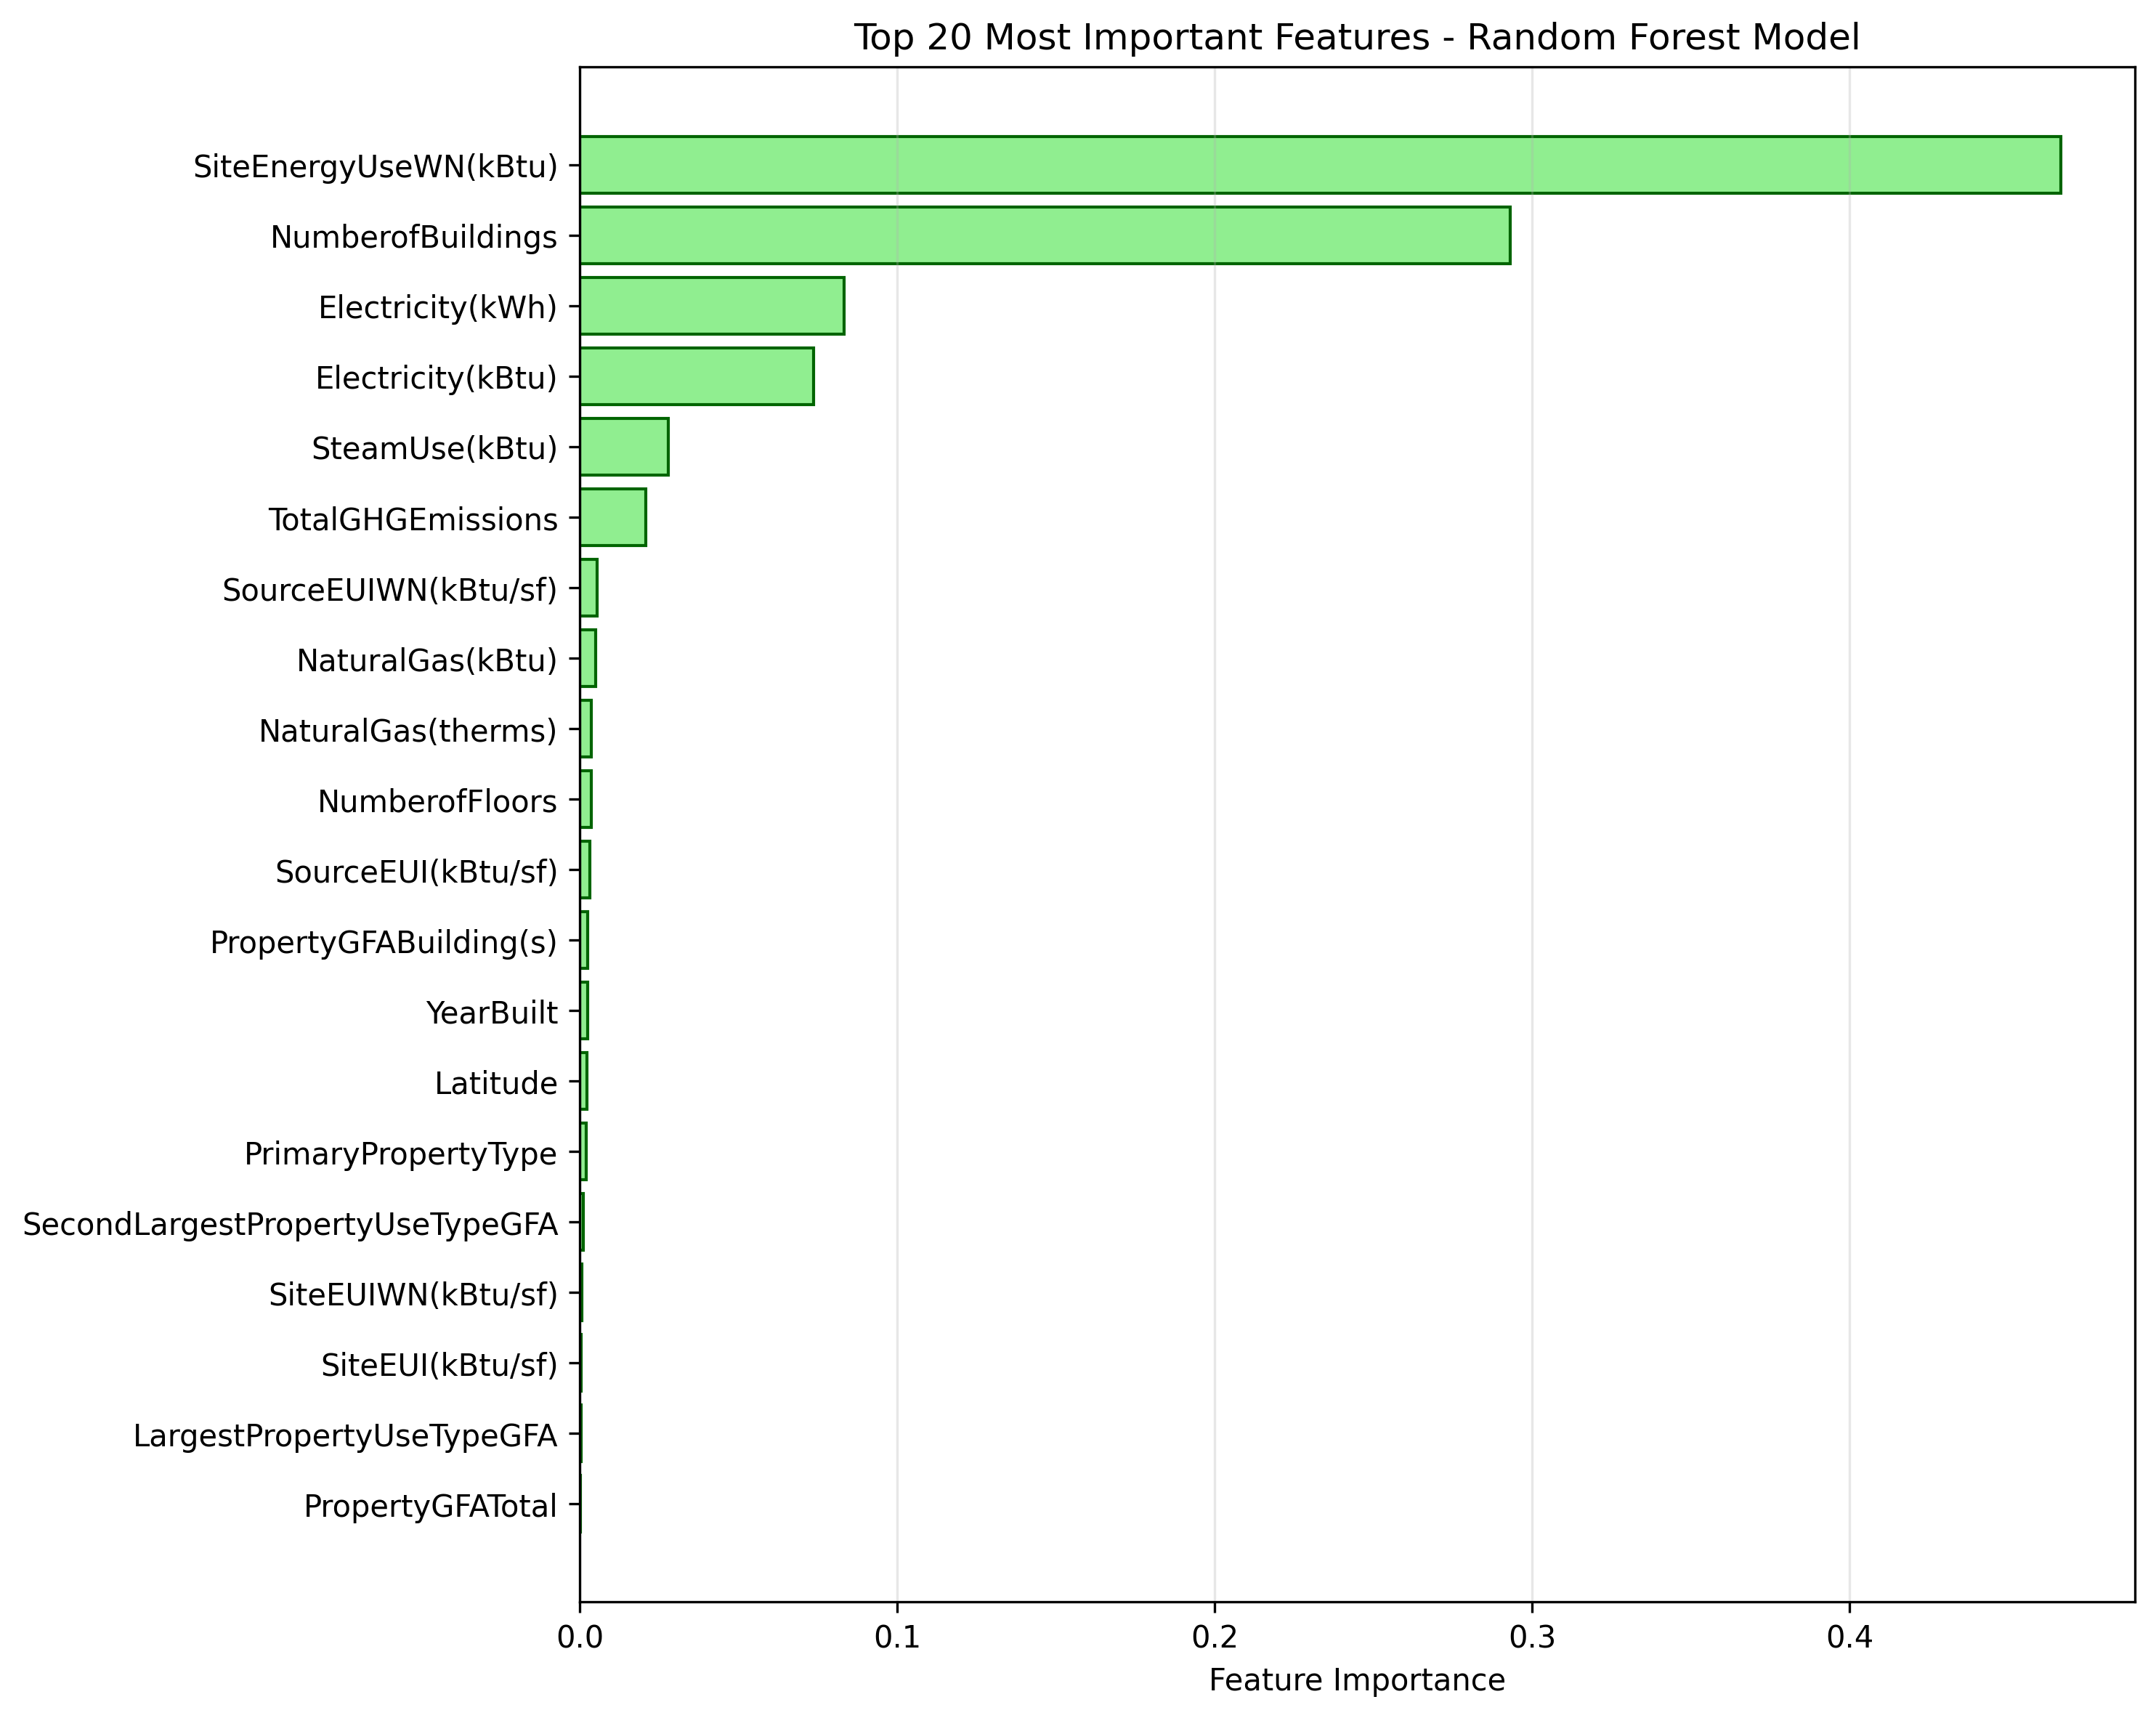 Top 20 Most Important Features - Random Forest Model
SiteEnergyUseWN(kBtu)
NumberofBuildings
Electricity(kWh)
Electricity(kBtu)
SteamUse(kBtu)
TotalGHGEmissions
SourceEUIWN(kBtu/sf)
NaturalGas(kBtu)
NaturalGas(therms)
NumberofFloors
SourceEUI(kBtu/sf)
PropertyGFABuilding(s)
YearBuilt
Latitude
PrimaryPropertyType
SecondLargestPropertyUseTypeGFA
SiteEUIWN(kBtu/sf)
SiteEUI(kBtu/sf)
LargestPropertyUseTypeGFA
PropertyGFATotal
0.0 0.1 0.2 0.3 0.4
Feature Importance